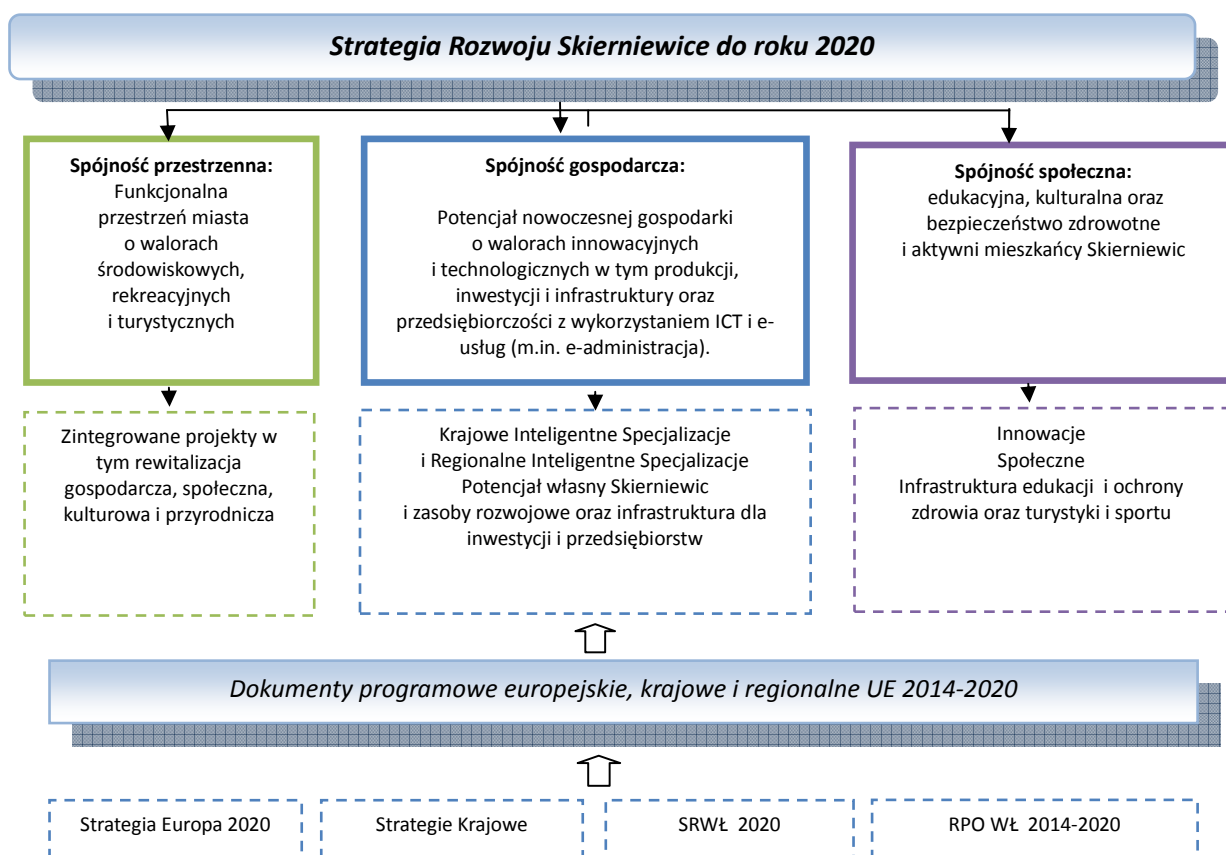 Strategia Rozwoju Skierniewice do roku 2020
Spójność przestrzenna:
Funkcjonalna
przestrzeń miasta
o walorach
środowiskowych,
rekreacyjnych
i turystycznych
Spójność gospodarcza:
Potencjał nowoczesnej gospodarki
o walorach innowacyjnych
i technologicznych w tym produkcji,
inwestycji i infrastruktury oraz
przedsiębiorczości z wykorzystaniem ICT i e-
usług (m.in. e-administracja).
Spójność społeczna:
edukacyjna, kulturalna oraz
bezpieczeństwo zdrowotne
i aktywni mieszkańcy Skierniewic
Zintegrowane projekty w
tym rewitalizacja
gospodarcza, społeczna,
kulturowa i przyrodnicza
Krajowe Inteligentne Specjalizacje
i Regionalne Inteligentne Specjalizacje
Potencjał własny Skierniewic
i zasoby rozwojowe oraz infrastruktura dla
inwestycji i przedsiębiorstw
Innowacje
Społeczne
Infrastruktura edukacji i ochrony
zdrowia oraz turystyki i sportu
Dokumenty programowe europejskie, krajowe i regionalne UE 2014-2020
Strategia Europa 2020
Strategie Krajowe
SRWŁ 2020
RPO WŁ 2014-2020